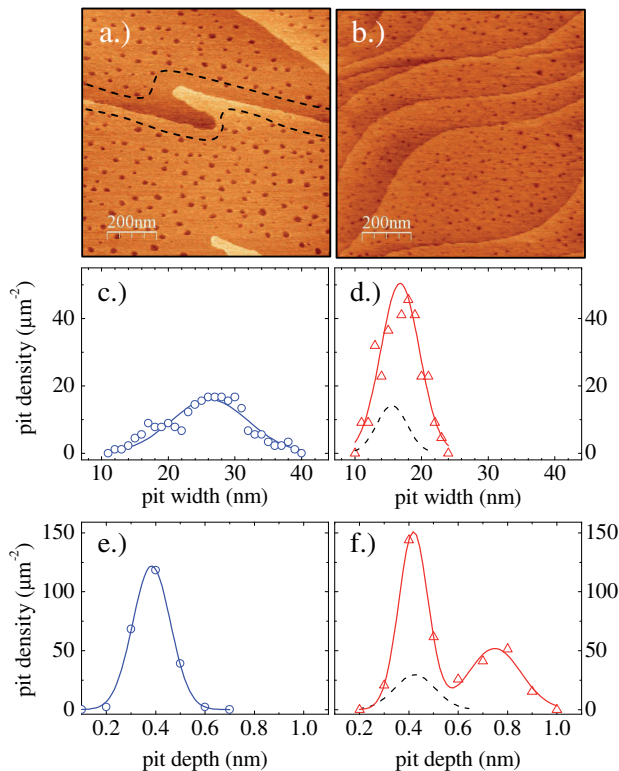 a.) b.)
200nm 200nm
c.) d.)
pit density (μm⁻²)
40 40
20 20
0 0
10 20 30 40 10 20 30 40
pit width (nm) pit width (nm)
e.) f.)
pit density (μm⁻²)
150 150
100 100
50 50
0 0
0.2 0.4 0.6 0.8 1.0 0.2 0.4 0.6 0.8 1.0
pit depth (nm) pit depth (nm)